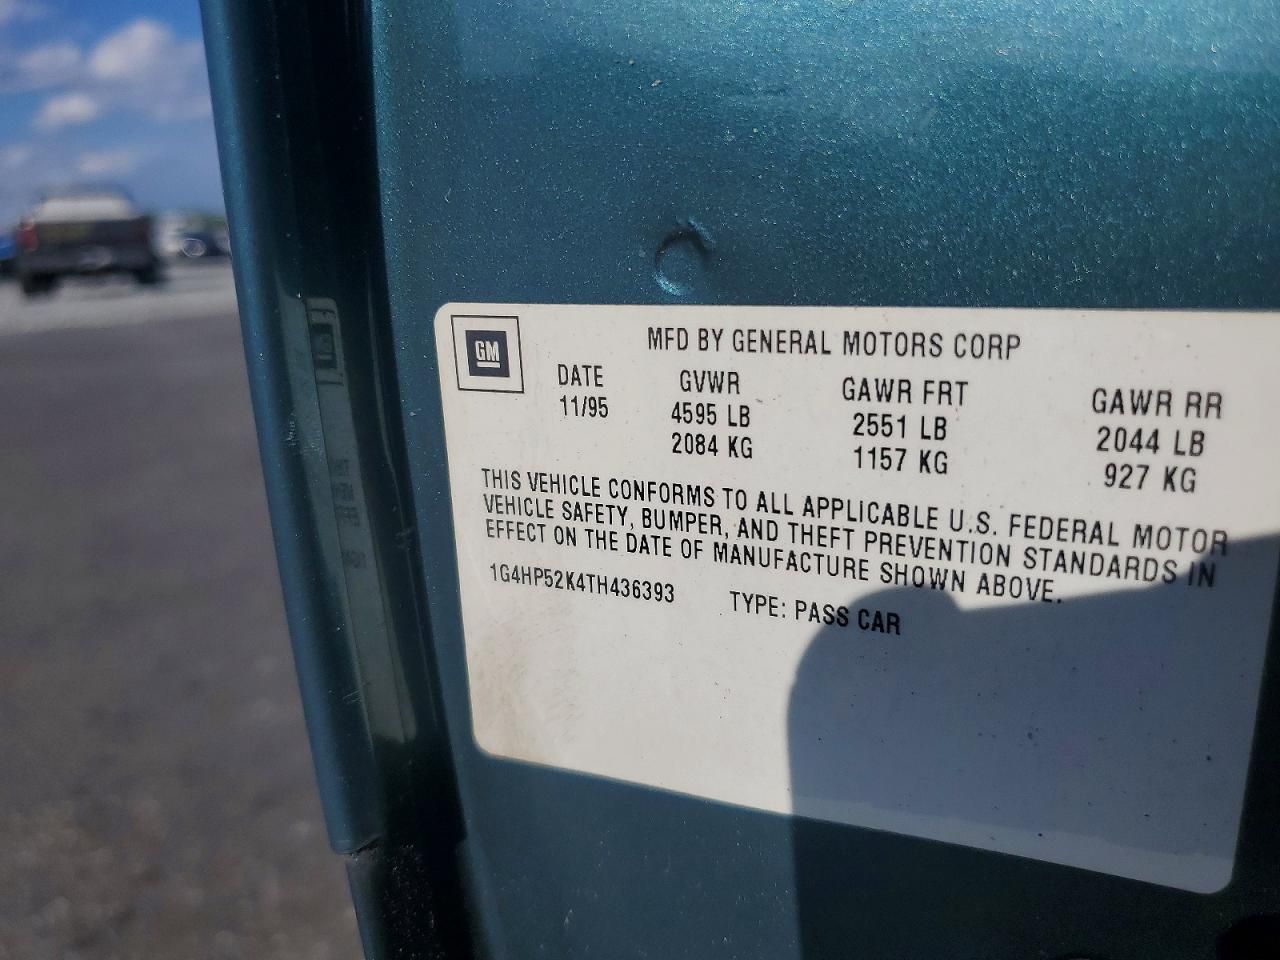 GM
MFD BY GENERAL MOTORS CORP
DATE GVWR GAWR FRT GAWR RR
11/95 4595 LB 2551 LB 2044 LB
2084 KG 1157 KG 927 KG
THIS VEHICLE CONFORMS TO ALL APPLICABLE U.S. FEDERAL MOTOR
VEHICLE SAFETY, BUMPER, AND THEFT PREVENTION STANDARDS IN
EFFECT ON THE DATE OF MANUFACTURE SHOWN ABOVE.
1G4HP52K4TH436393 TYPE: PASS CAR